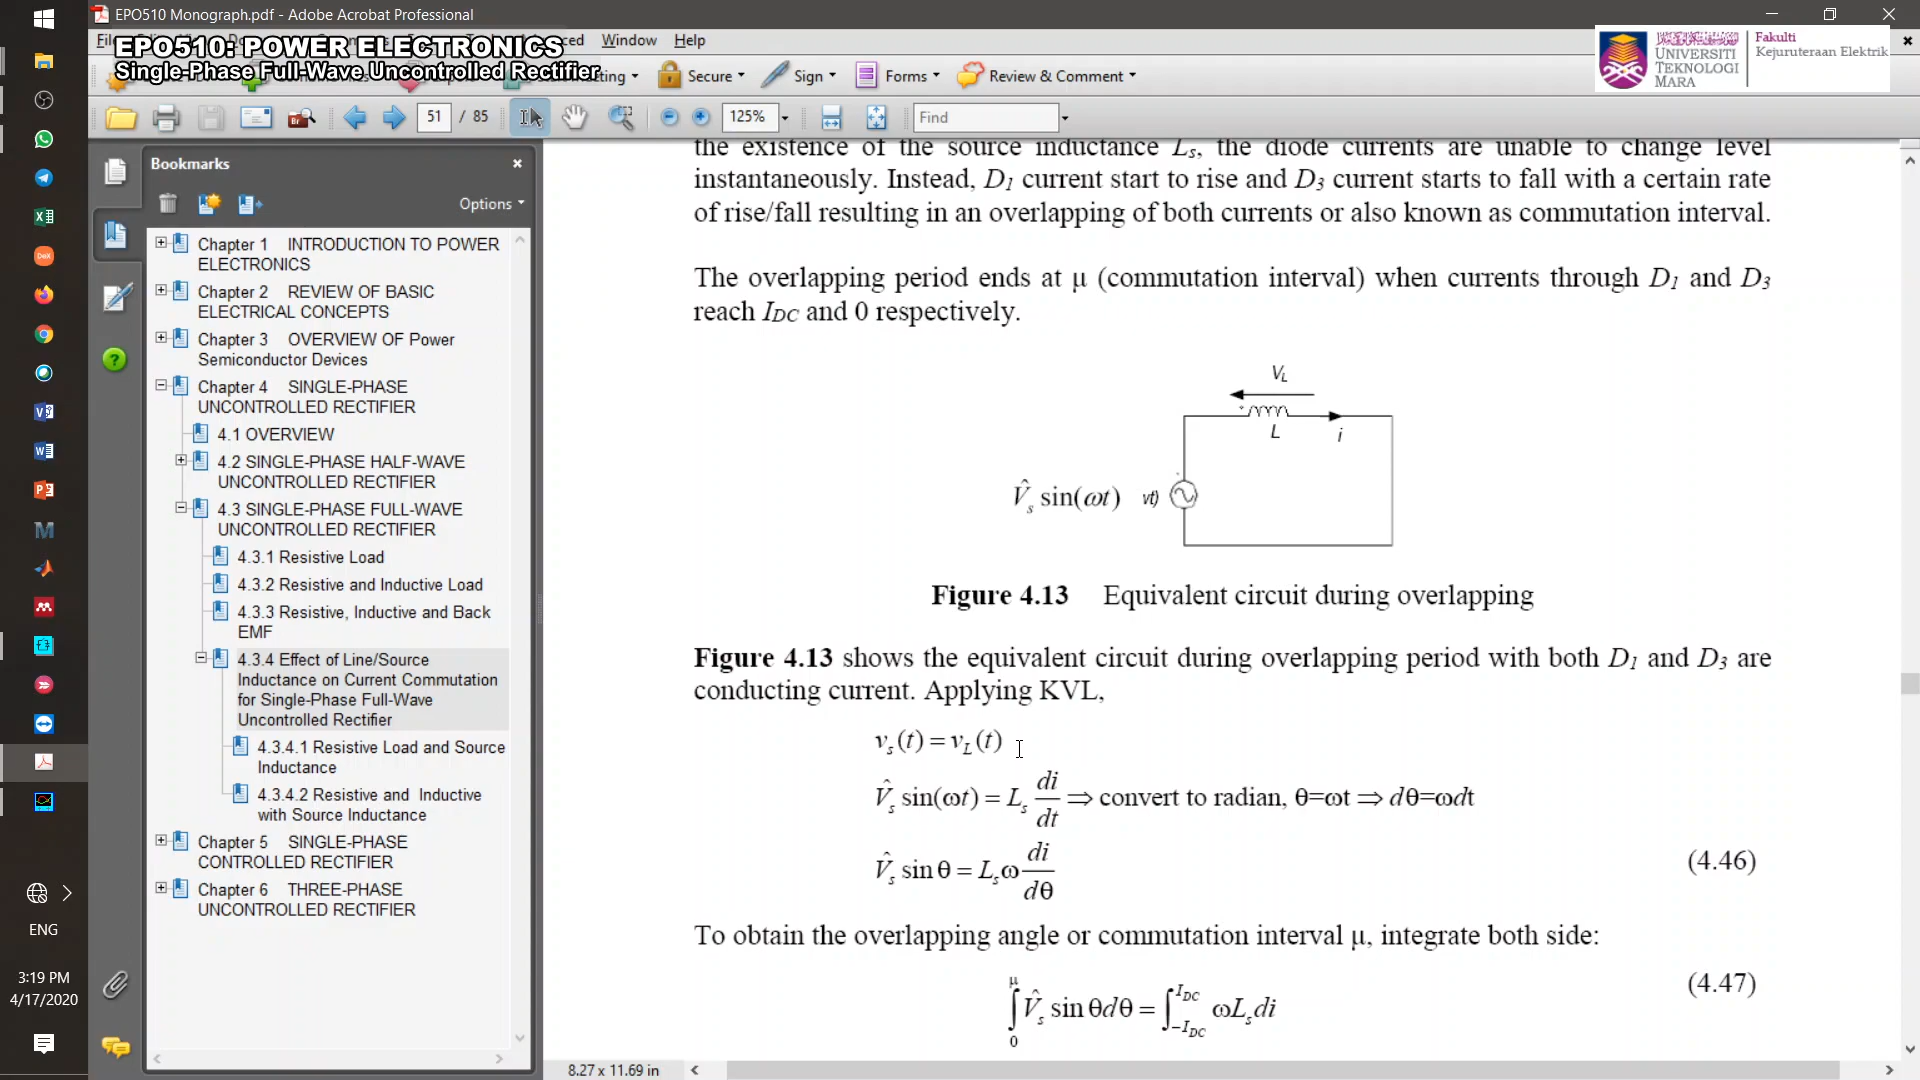 EPO510 Monograph.pdf - Adobe Acrobat Professional
Window Help
EPO510: POWER ELECTRONICS
Single-Phase Full-Wave Uncontrolled Rectifier
Secure Sign Forms Review & Comment
UNIVERSITI
TEKNOLOGI
MARA
Fakulti
Kejuruteraan Elektrik
51 / 85 125% Find
Bookmarks
Options
Chapter 1 INTRODUCTION TO POWER
ELECTRONICS
Chapter 2 REVIEW OF BASIC
ELECTRICAL CONCEPTS
Chapter 3 OVERVIEW OF Power
Semiconductor Devices
Chapter 4 SINGLE-PHASE
UNCONTROLLED RECTIFIER
4.1 OVERVIEW
4.2 SINGLE-PHASE HALF-WAVE
UNCONTROLLED RECTIFIER
4.3 SINGLE-PHASE FULL-WAVE
UNCONTROLLED RECTIFIER
4.3.1 Resistive Load
4.3.2 Resistive and Inductive Load
4.3.3 Resistive, Inductive and Back
EMF
4.3.4 Effect of Line/Source
Inductance on Current Commutation
for Single-Phase Full-Wave
Uncontrolled Rectifier
4.3.4.1 Resistive Load and Source
Inductance
4.3.4.2 Resistive and Inductive
with Source Inductance
Chapter 5 SINGLE-PHASE
CONTROLLED RECTIFIER
Chapter 6 THREE-PHASE
UNCONTROLLED RECTIFIER
the existence of the source inductance Ls, the diode currents are unable to change level
instantaneously. Instead, D1 current start to rise and D3 current starts to fall with a certain rate
of rise/fall resulting in an overlapping of both currents or also known as commutation interval.
The overlapping period ends at μ (commutation interval) when currents through D1 and D3
reach IDC and 0 respectively.
VL
L i
V̂s sin(ωt) vt)
Figure 4.13 Equivalent circuit during overlapping
Figure 4.13 shows the equivalent circuit during overlapping period with both D1 and D3 are
conducting current. Applying KVL,
vs(t) = vL(t)
V̂s sin(ωt) = Ls di/dt ⇒ convert to radian, θ=ωt ⇒ dθ=ωdt
V̂s sin θ = Lsω di/dθ (4.46)
To obtain the overlapping angle or commutation interval μ, integrate both side:
∫0^μ V̂s sin θdθ = ∫-IDC^IDC ωLs di (4.47)
8.27 x 11.69 in
ENG
3:19 PM
4/17/2020